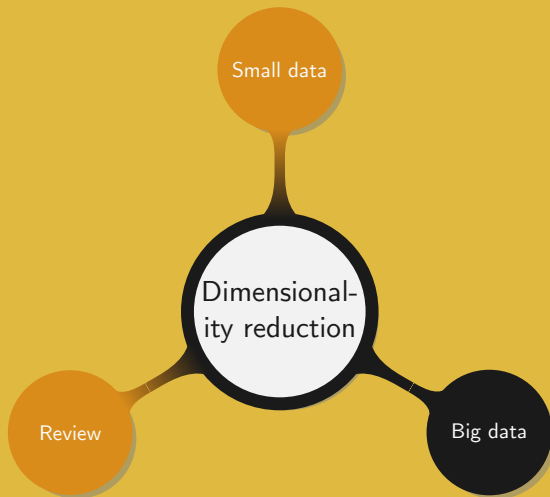 Small data
Dimensional-
ity reduction
Review
Big data